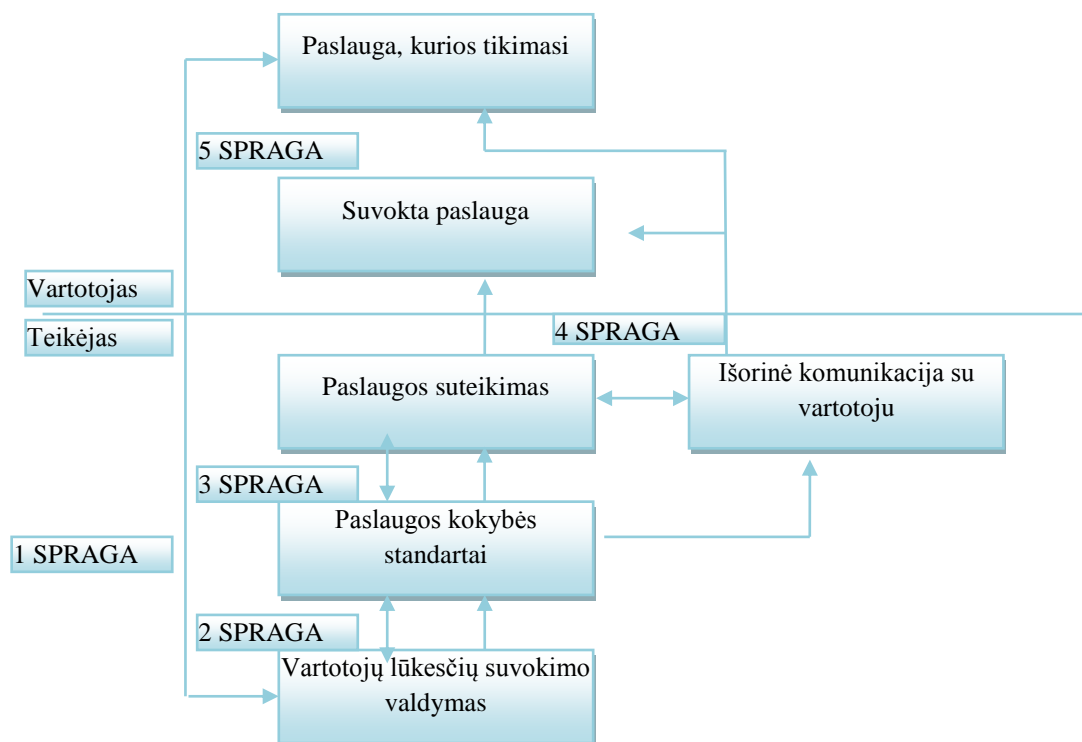 Paslauga, kurios tikimasi
5 SPRAGA
Suvokta paslauga
Vartotojas
Teikėjas
4 SPRAGA
Paslaugos suteikimas
Išorinė komunikacija su
vartotoju
3 SPRAGA
Paslaugos kokybės
standartai
1 SPRAGA
2 SPRAGA
Vartotojų lūkesčių suvokimo
valdymas